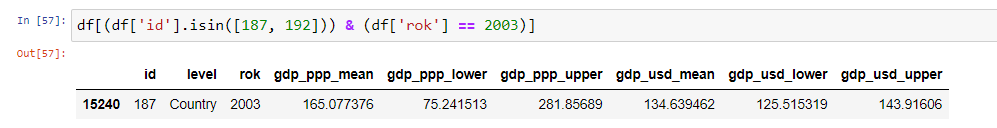 In [57]: df[(df['id'].isin([187, 192])) & (df['rok'] == 2003)]
Out[57]:
id level rok gdp_ppp_mean gdp_ppp_lower gdp_ppp_upper gdp_usd_mean gdp_usd_lower gdp_usd_upper
15240 187 Country 2003 165.077376 75.241513 281.85689 134.639462 125.515319 143.91606